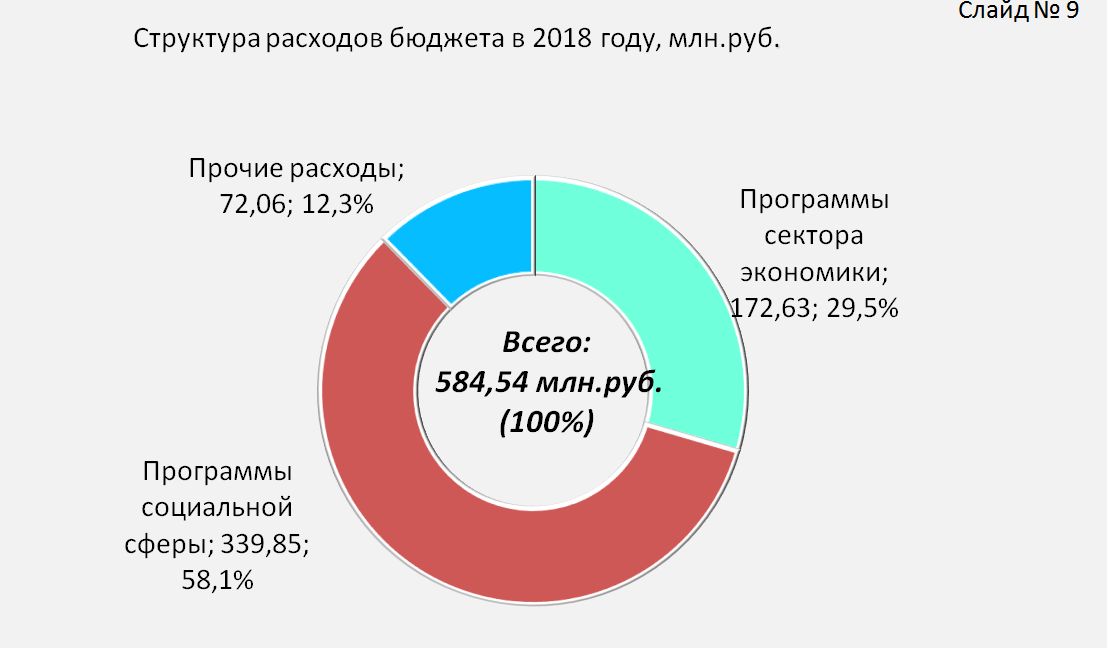 Слайд № 9
Структура расходов бюджета в 2018 году, млн.руб.
Прочие расходы;
72,06; 12,3%
Программы
сектора
экономики;
172,63; 29,5%
Всего:
584,54 млн.руб.
(100%)
Программы
социальной
сферы; 339,85;
58,1%